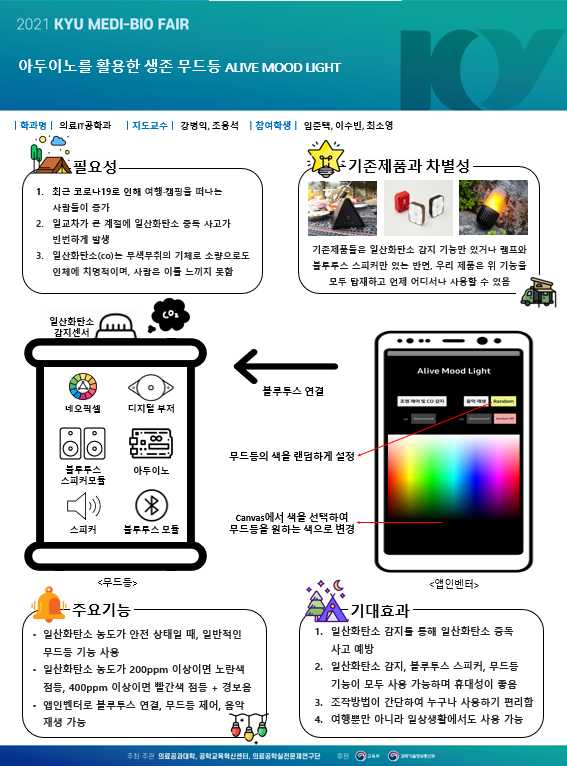 2021 KYU MEDI-BIO FAIR
아두이노를 활용한 생존 무드등 ALIVE MOOD LIGHT
| 학과명 | 의료IT공학과 | 지도교수 | 강병익, 조용석 | 참여학생 | 임준택, 이수빈, 최소영
필요성
1. 최근 코로나19로 인해 여행·캠핑을 떠나는
사람들이 증가
2. 일교차가 큰 계절에 일산화탄소 중독 사고가
빈번하게 발생
3. 일산화탄소(co)는 무색무취의 기체로 소량으로도
인체에 치명적이며, 사람은 이를 느끼지 못함
기존제품과 차별성
기존제품들은 일산화탄소 감지 기능만 있거나 램프와
블루투스 스피커만 있는 반면, 우리 제품은 위 기능을
모두 탑재하고 언제 어디서나 사용할 수 있음
일산화탄소
감지센서
CO₂
네오픽셀
디지털 부저
블루투스
스피커모듈
아두이노
스피커
블루투스 모듈
<무드등>
블루투스 연결
무드등의 색을 랜덤하게 설정
Canvas에서 색을 선택하여
무드등을 원하는 색으로 변경
Alive Mood Light
조명 제어 및 CO 감지
음악 재생
Random
<앱인벤터>
주요기능
- 일산화탄소 농도가 안전 상태일 때, 일반적인
무드등 기능 사용
- 일산화탄소 농도가 200ppm 이상이면 노란색
점등, 400ppm 이상이면 빨간색 점등 + 경보음
- 앱인벤터로 블루투스 연결, 무드등 제어, 음악
재생 가능
기대효과
1. 일산화탄소 감지를 통해 일산화탄소 중독
사고 예방
2. 일산화탄소 감지, 블루투스 스피커, 무드등
기능이 모두 사용 가능하며 휴대성이 좋음
3. 조작방법이 간단하여 누구나 사용하기 편리함
4. 여행뿐만 아니라 일상생활에서도 사용 가능
주최·주관 의료공과대학, 공학교육혁신센터, 의료공학실전문제연구단 후원 교육부 과학기술정보통신부